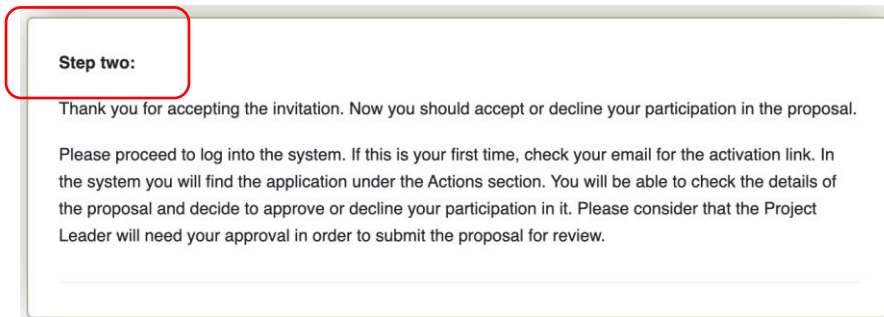 Step two:
Thank you for accepting the invitation. Now you should accept or decline your participation in the proposal.
Please proceed to log into the system. If this is your first time, check your email for the activation link. In
the system you will find the application under the Actions section. You will be able to check the details of
the proposal and decide to approve or decline your participation in it. Please consider that the Project
Leader will need your approval in order to submit the proposal for review.